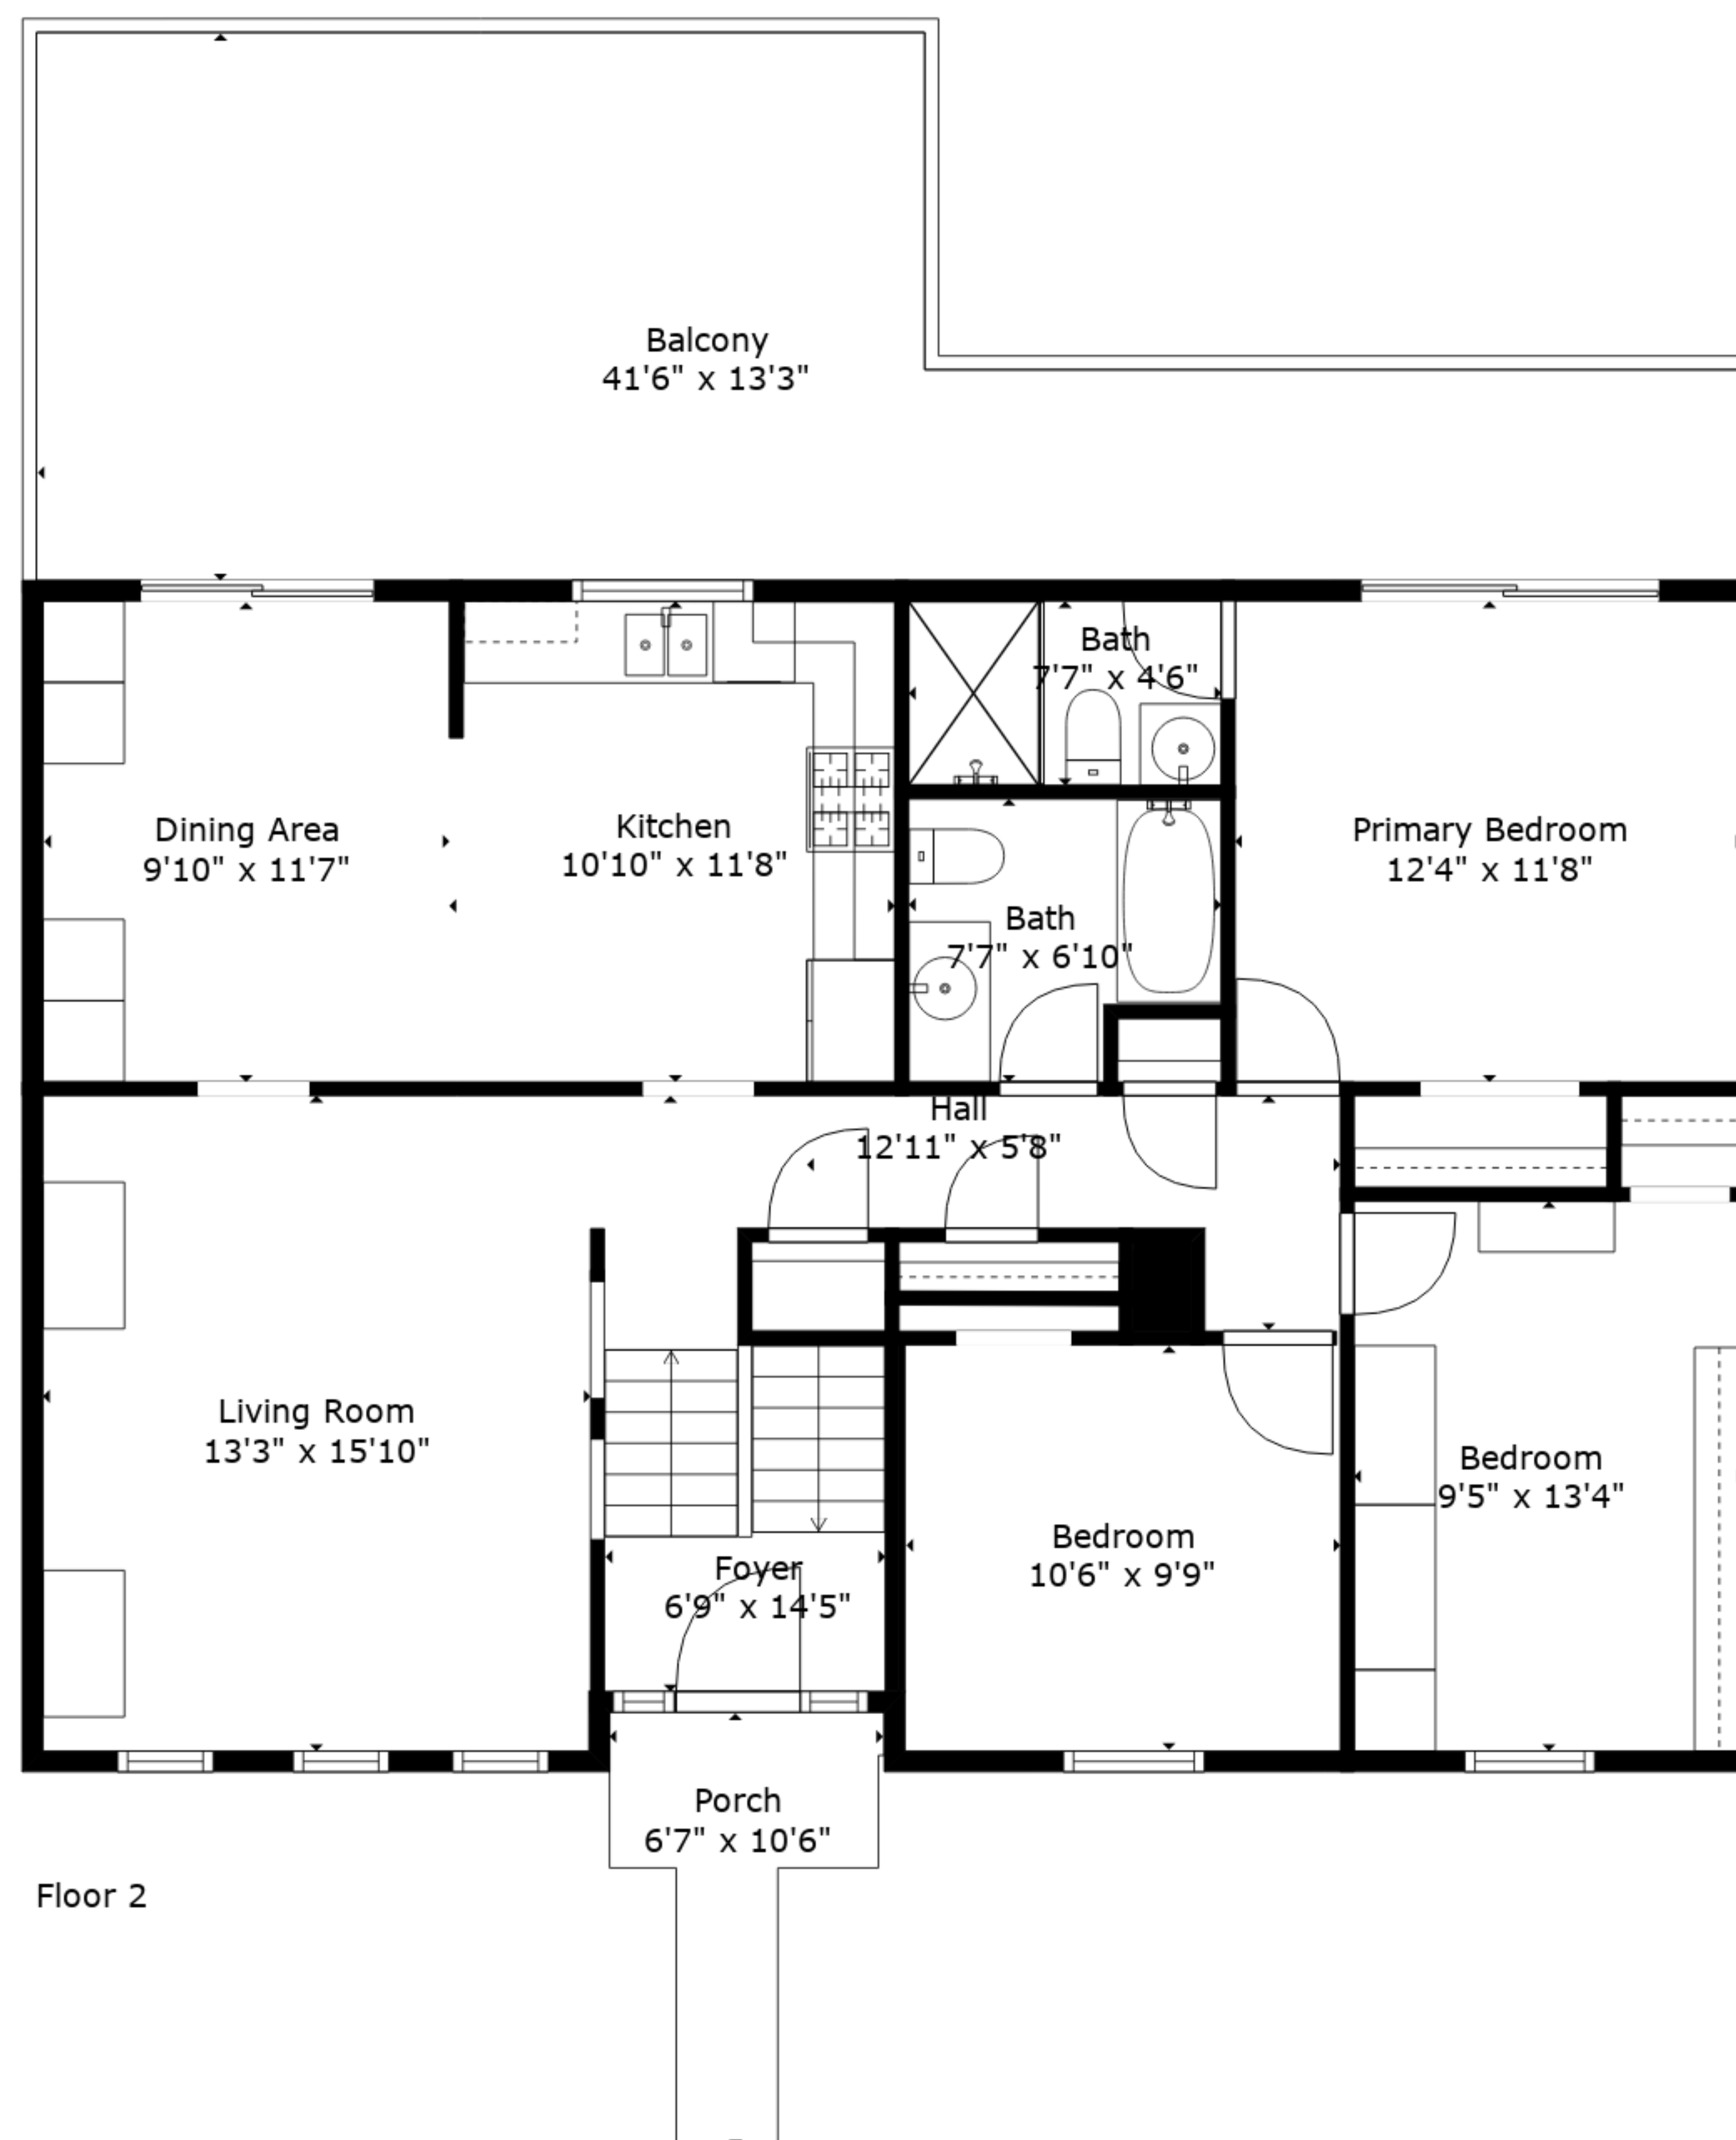 Balcony
41'6" x 13'3"
Bath
7'7" x 4'6"
Dining Area
9'10" x 11'7"
Kitchen
10'10" x 11'8"
Primary Bedroom
12'4" x 11'8"
Bath
7'7" x 6'10"
Hall
12'11" x 5'8"
Living Room
13'3" x 15'10"
Bedroom
9'5" x 13'4"
Bedroom
10'6" x 9'9"
Foyer
6'9" x 14'5"
Porch
6'7" x 10'6"
Floor 2